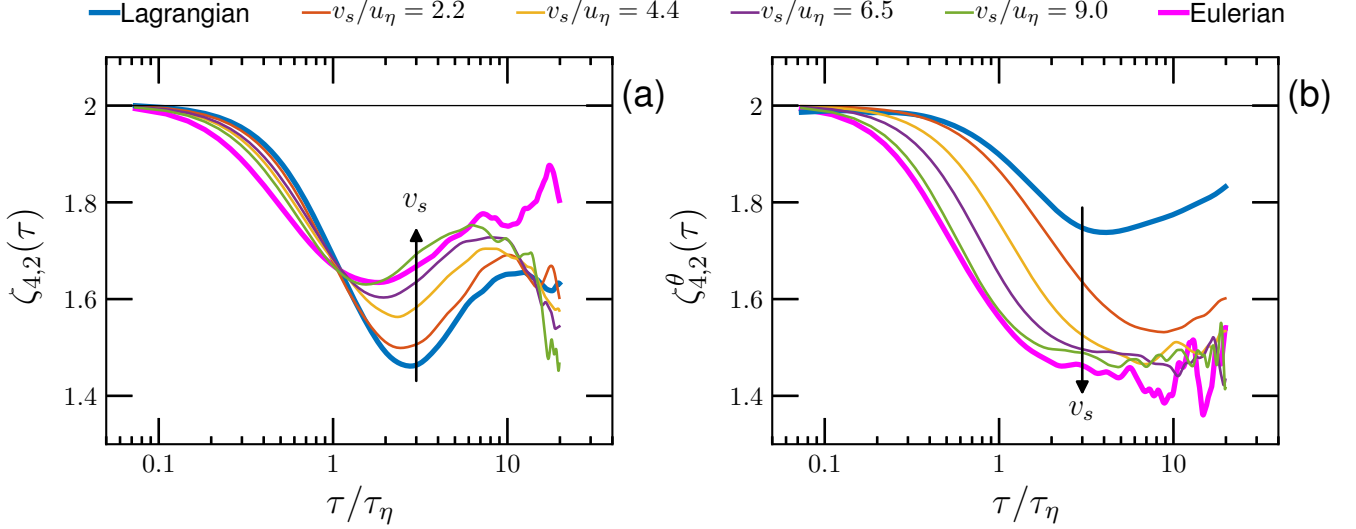 Lagrangian v_s/u_η = 2.2 v_s/u_η = 4.4 v_s/u_η = 6.5 v_s/u_η = 9.0 Eulerian
(a)
ζ_{4,2}(τ)
2
1.8
1.6
1.4
v_s
0.1 1 10
τ/τ_η
(b)
ζ^θ_{4,2}(τ)
2
1.8
1.6
1.4
v_s
0.1 1 10
τ/τ_η